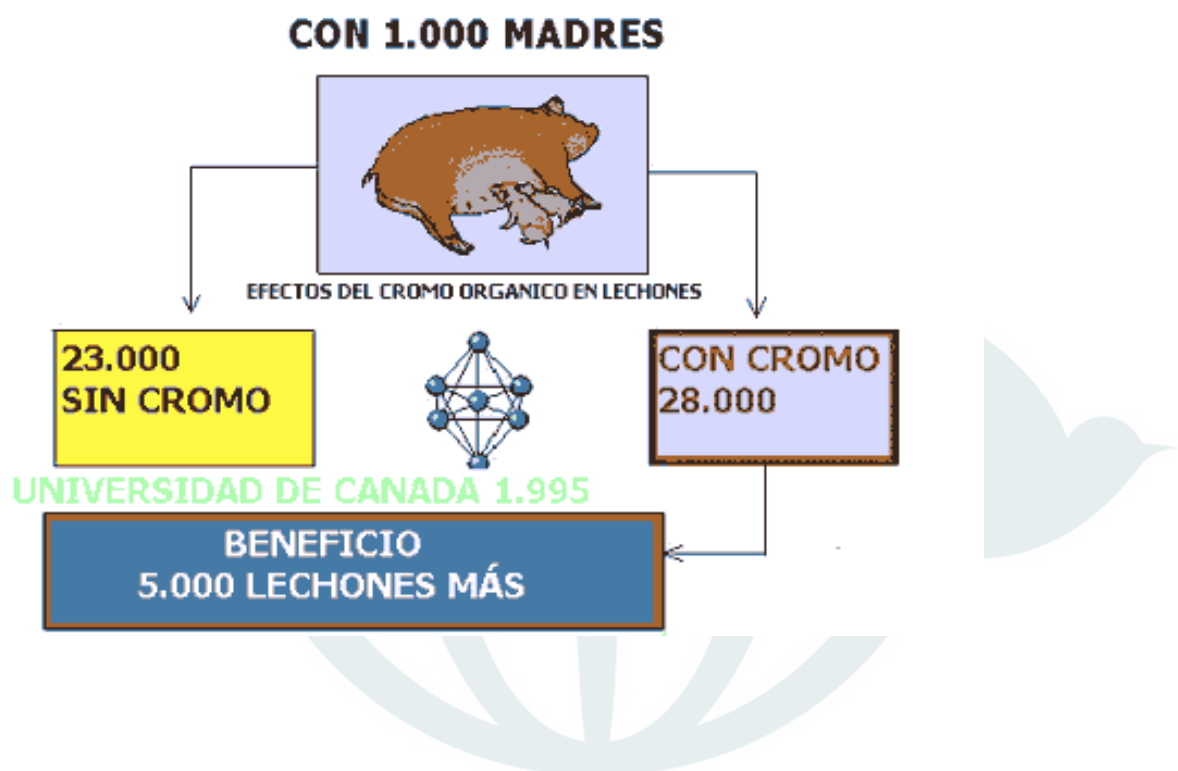 CON 1.000 MADRES
EFECTOS DEL CROMO ORGANICO EN LECHONES
23.000
SIN CROMO
CON CROMO
28.000
UNIVERSIDAD DE CANADA 1.995
BENEFICIO
5.000 LECHONES MÁS